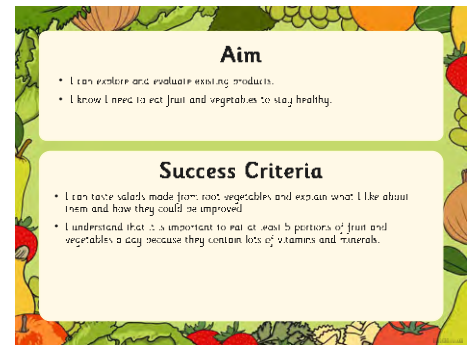 Aim
• I can explore and evaluate existing products.
• I know I need to eat fruit and vegetables to stay healthy.
Success Criteria
• I can taste salads made from root vegetables and explain what I like about
them and how they could be improved
• I understand that it is important to eat at least 5 portions of fruit and
vegetables a day because they contain lots of vitamins and minerals.